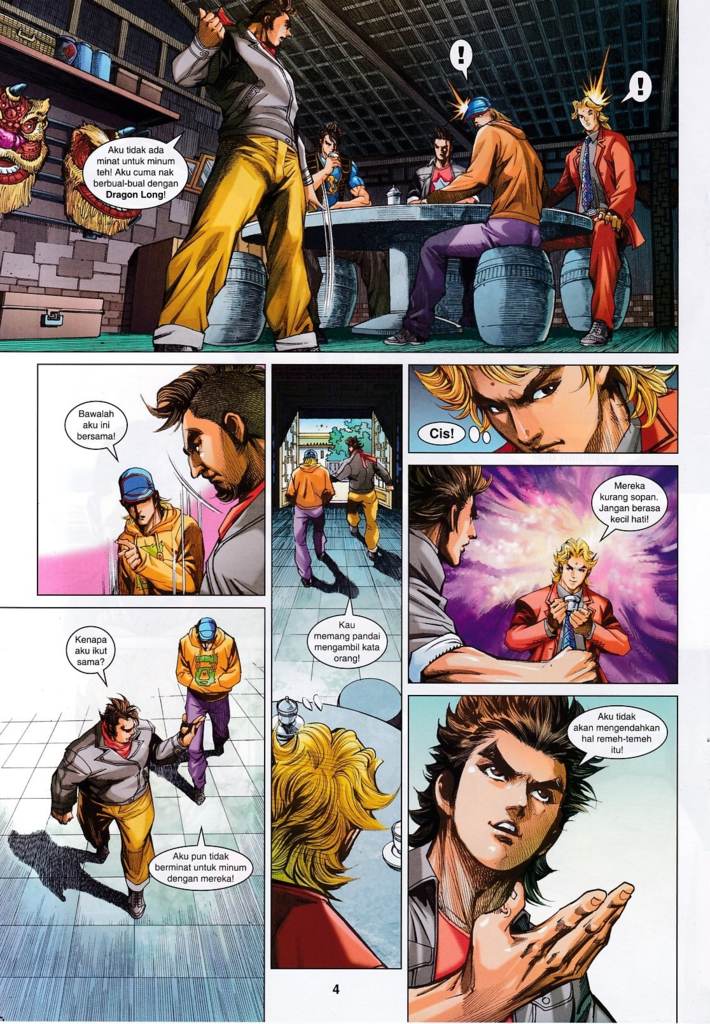 !
!
Aku tidak ada
minat untuk minum
teh! Aku cuma nak
berbual-bual dengan
Dragon Long!
Bawalah
aku ini
bersama!
Kau
memang pandai
mengambil kata
orang!
Cis!
Mereka
kurang sopan.
Jangan berasa
kecil hati!
Kenapa
aku ikut
sama?
Aku pun tidak
berminat untuk minum
dengan mereka!
Aku tidak
akan mengendahkan
hal remeh-temeh
itu!
4